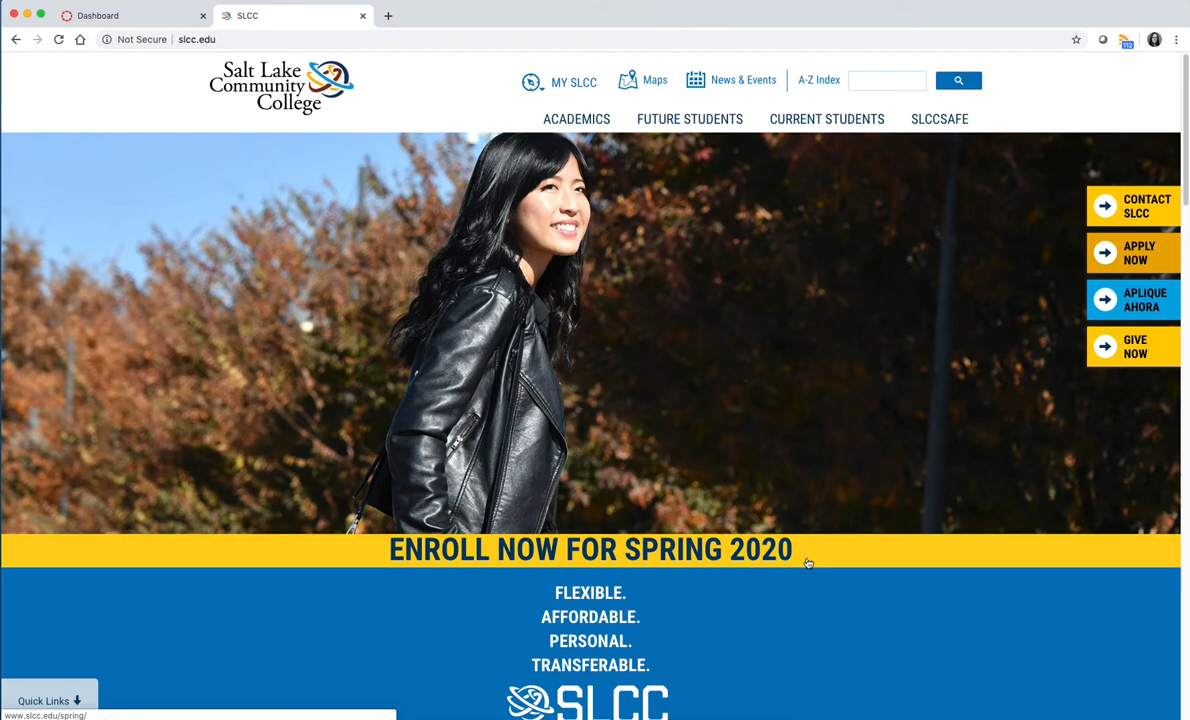 Dashboard
SLCC
Not Secure
slcc.edu
112
Salt Lake
Community
College
MY SLCC
Maps
News & Events
A-Z Index
ACADEMICS
FUTURE STUDENTS
CURRENT STUDENTS
SLCCSAFE
CONTACT
SLCC
APPLY
NOW
APLIQUE
AHORA
GIVE
NOW
ENROLL NOW FOR SPRING 2020
FLEXIBLE.
AFFORDABLE.
PERSONAL.
TRANSFERABLE.
SLCC
Quick Links
www.slcc.edu/spring/